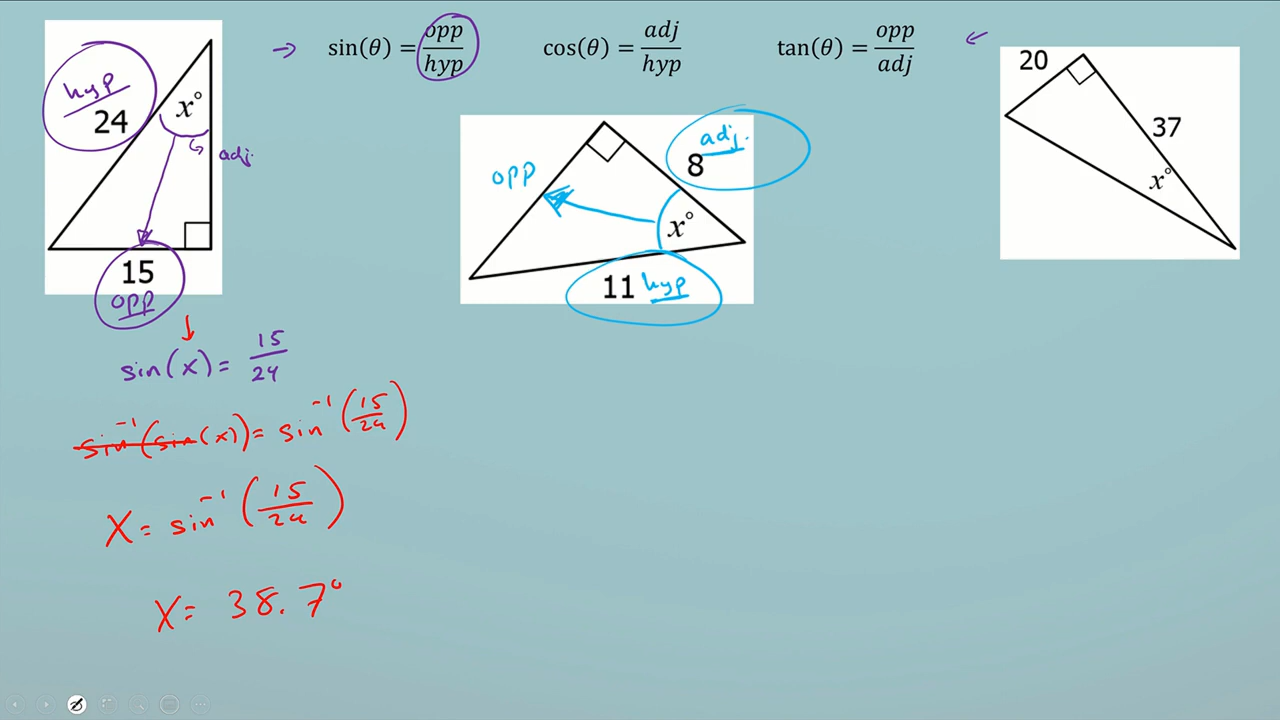 sin(θ) = opp/hyp
cos(θ) = adj/hyp
tan(θ) = opp/adj
hyp
24
x°
adj.
15
opp
sin(x) = 15/24
sin⁻¹(sin(x)) = sin⁻¹(15/24)
X = sin⁻¹(15/24)
X = 38.7°
adj.
8
opp
x°
11 hyp
20
37
x°